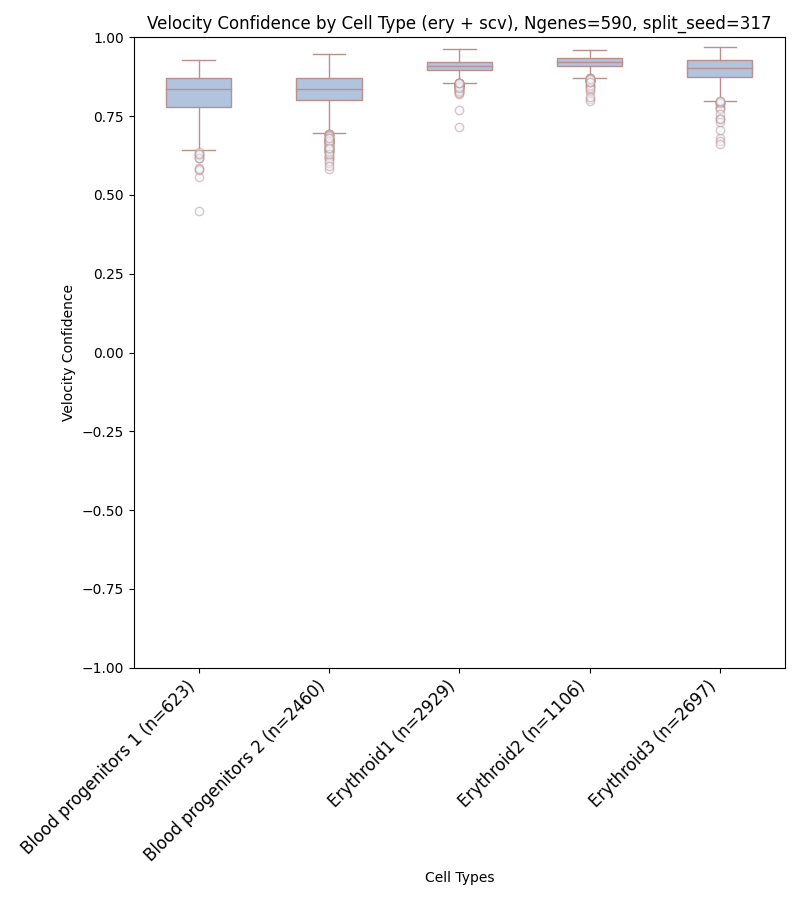 Velocity Confidence by Cell Type (ery + scv), Ngenes=590, split_seed=317
1.00
0.75
0.50
0.25
0.00
−0.25
−0.50
−0.75
−1.00
Velocity Confidence
Blood progenitors 1 (n=623)
Blood progenitors 2 (n=2460)
Erythroid1 (n=2929)
Erythroid2 (n=1106)
Erythroid3 (n=2697)
Cell Types